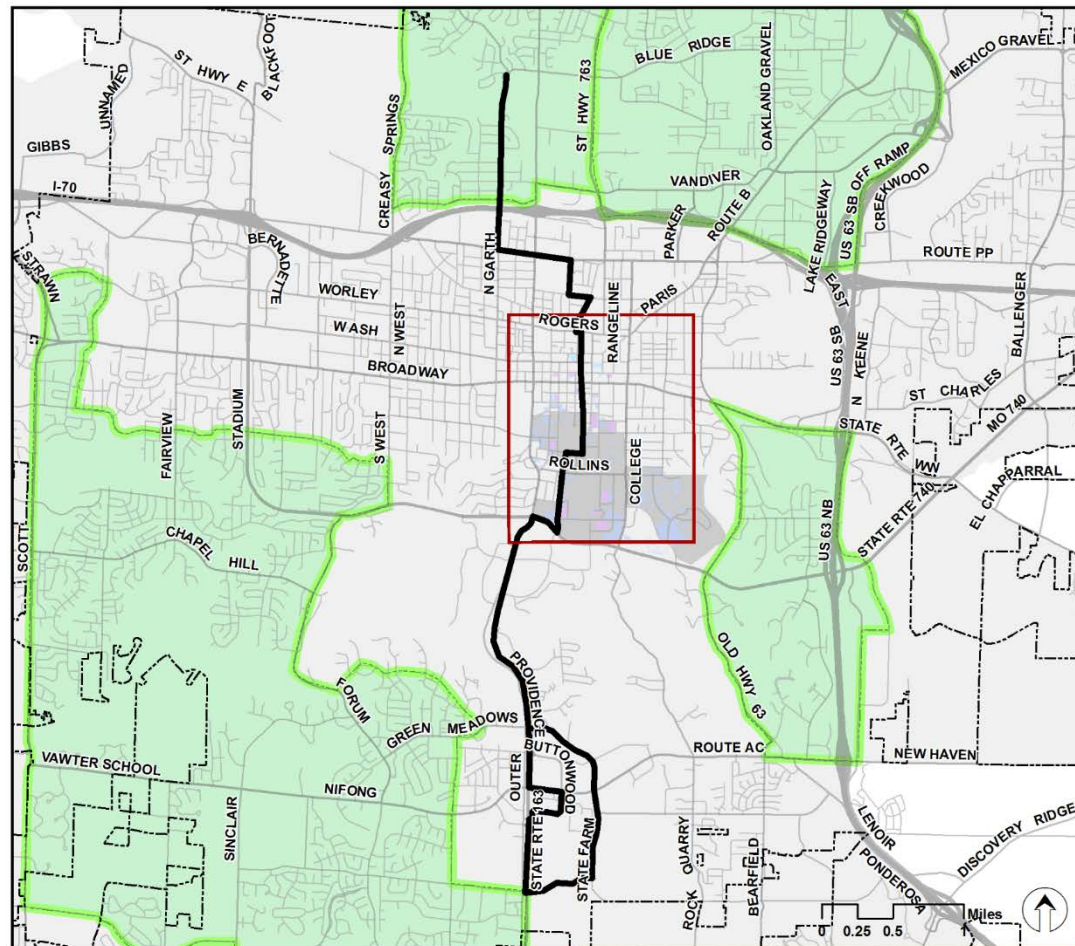 BLUE RIDGE
MEXICO GRAVEL
ST HWY E
BLACKFOOT
UNNAMED
ST HWY 763
OAKLAND GRAVEL
CREASY SPRINGS
GIBBS
I-70
VANDIVER
US 63 SB OFF RAMP
CREEKWOOD
LAKE RIDGEWAY
PARKER
ROUTE B
ROUTE PP
BERNADETTE
N GARTH
STRAWN
EAST
WORLEY
N WEST
PARIS
ROGERS
RANGELINE
WASH
BROADWAY
US 63 SB
N KEENE
BALLENGER
ST CHARLES
MO 740
STATE RTE WW
FAIRVIEW
STADIUM
S WEST
ROLLINS
COLLEGE
STATE RTE 740
EL CHAPARRAL
US 63 NB
SCOTT
CHAPEL HILL
OLD HWY 63
PROVIDENCE
FORUM
GREEN MEADOWS
BUTTONWOOD
ROUTE AC
NEW HAVEN
VAWTER SCHOOL
NIFONG
OUTER
STATE RTE 163
STATE FARM
SINCLAIR
ROCK QUARRY
BEARFIELD
LENOIR
PONDEROSA
DISCOVERY RIDGE
Miles
0 0.25 0.5 1